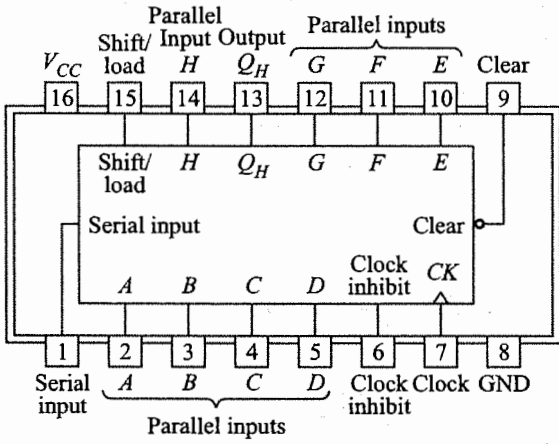 Parallel
Parallel inputs
Shift/
Input Output
V_CC load H Q_H G F E Clear
16 15 14 13 12 11 10 9
Shift/
load H Q_H G F E
Serial input Clear
Clock
A B C D inhibit CK
1 2 3 4 5 6 7 8
Serial A B C D Clock Clock GND
input inhibit
Parallel inputs